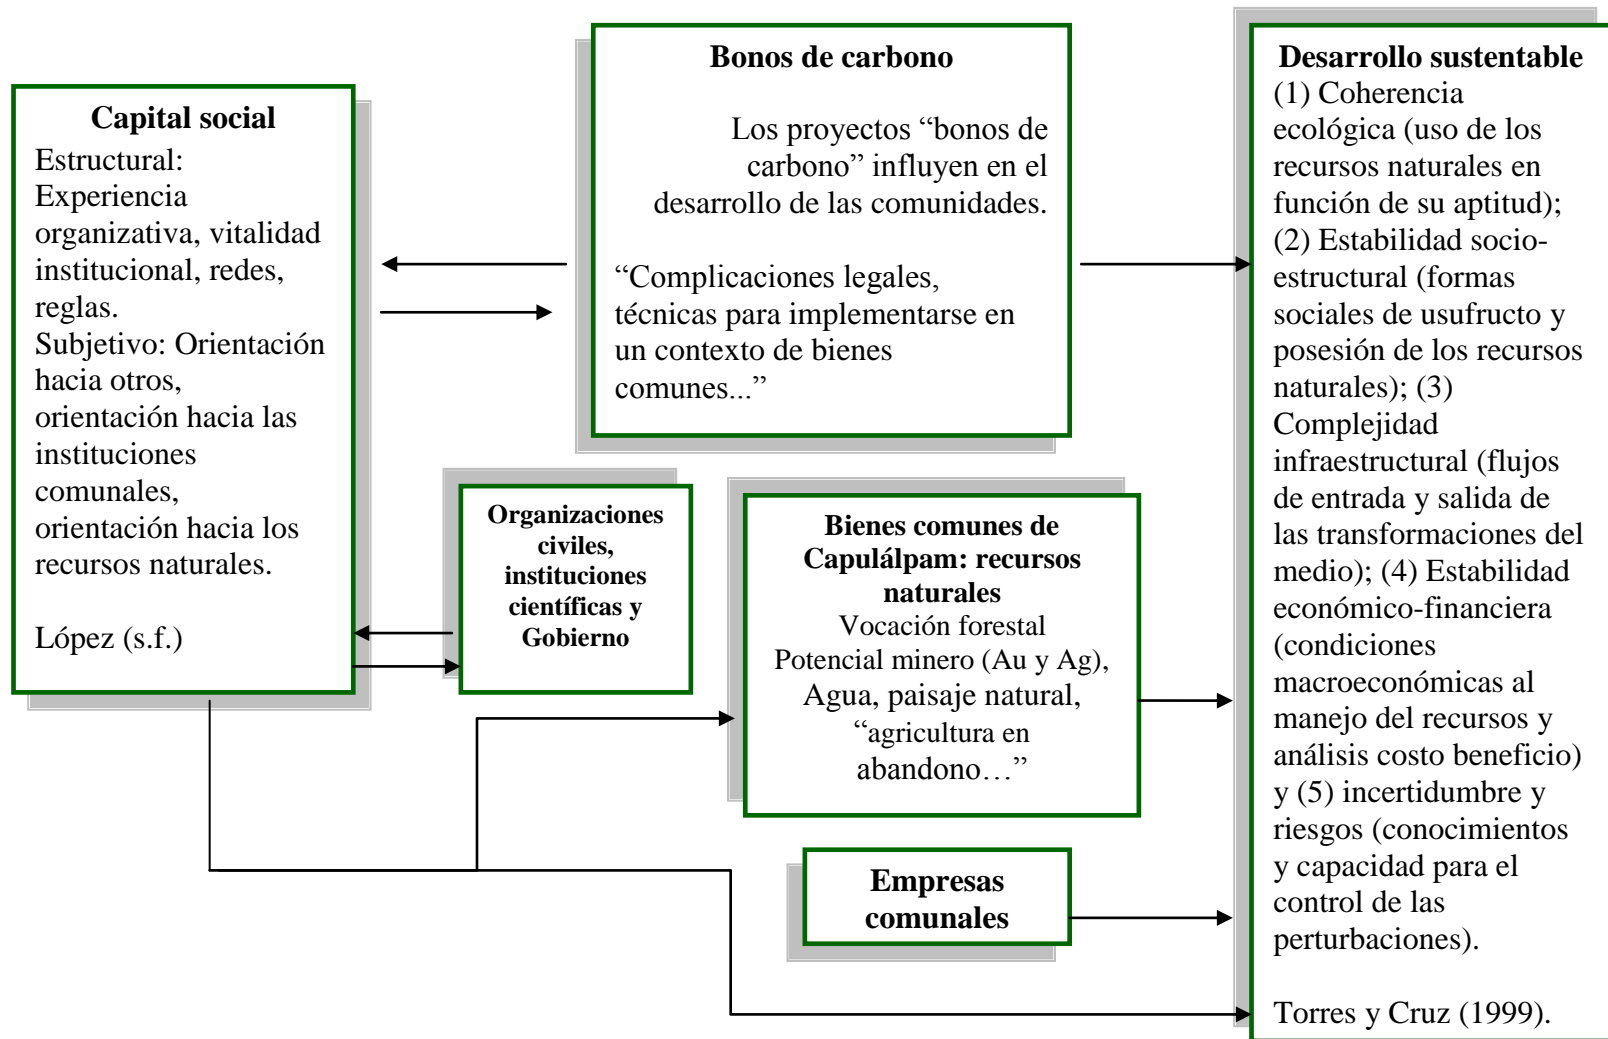 Capital social
Estructural:
Experiencia
organizativa, vitalidad
institucional, redes,
reglas.
Subjetivo: Orientación
hacia otros,
orientación hacia las
instituciones
comunales,
orientación hacia los
recursos naturales.
López (s.f.)
Bonos de carbono
Los proyectos “bonos de
carbono” influyen en el
desarrollo de las comunidades.
“Complicaciones legales,
técnicas para implementarse en
un contexto de bienes
comunes...”
Organizaciones
civiles,
instituciones
científicas y
Gobierno
Bienes comunes de
Capulálpam: recursos
naturales
Vocación forestal
Potencial minero (Au y Ag),
Agua, paisaje natural,
“agricultura en
abandono…”
Empresas
comunales
Desarrollo sustentable
(1) Coherencia
ecológica (uso de los
recursos naturales en
función de su aptitud);
(2) Estabilidad socio-
estructural (formas
sociales de usufructo y
posesión de los recursos
naturales); (3)
Complejidad
infraestructural (flujos
de entrada y salida de
las transformaciones del
medio); (4) Estabilidad
económico-financiera
(condiciones
macroeconómicas al
manejo del recursos y
análisis costo beneficio)
y (5) incertidumbre y
riesgos (conocimientos
y capacidad para el
control de las
perturbaciones).
Torres y Cruz (1999).